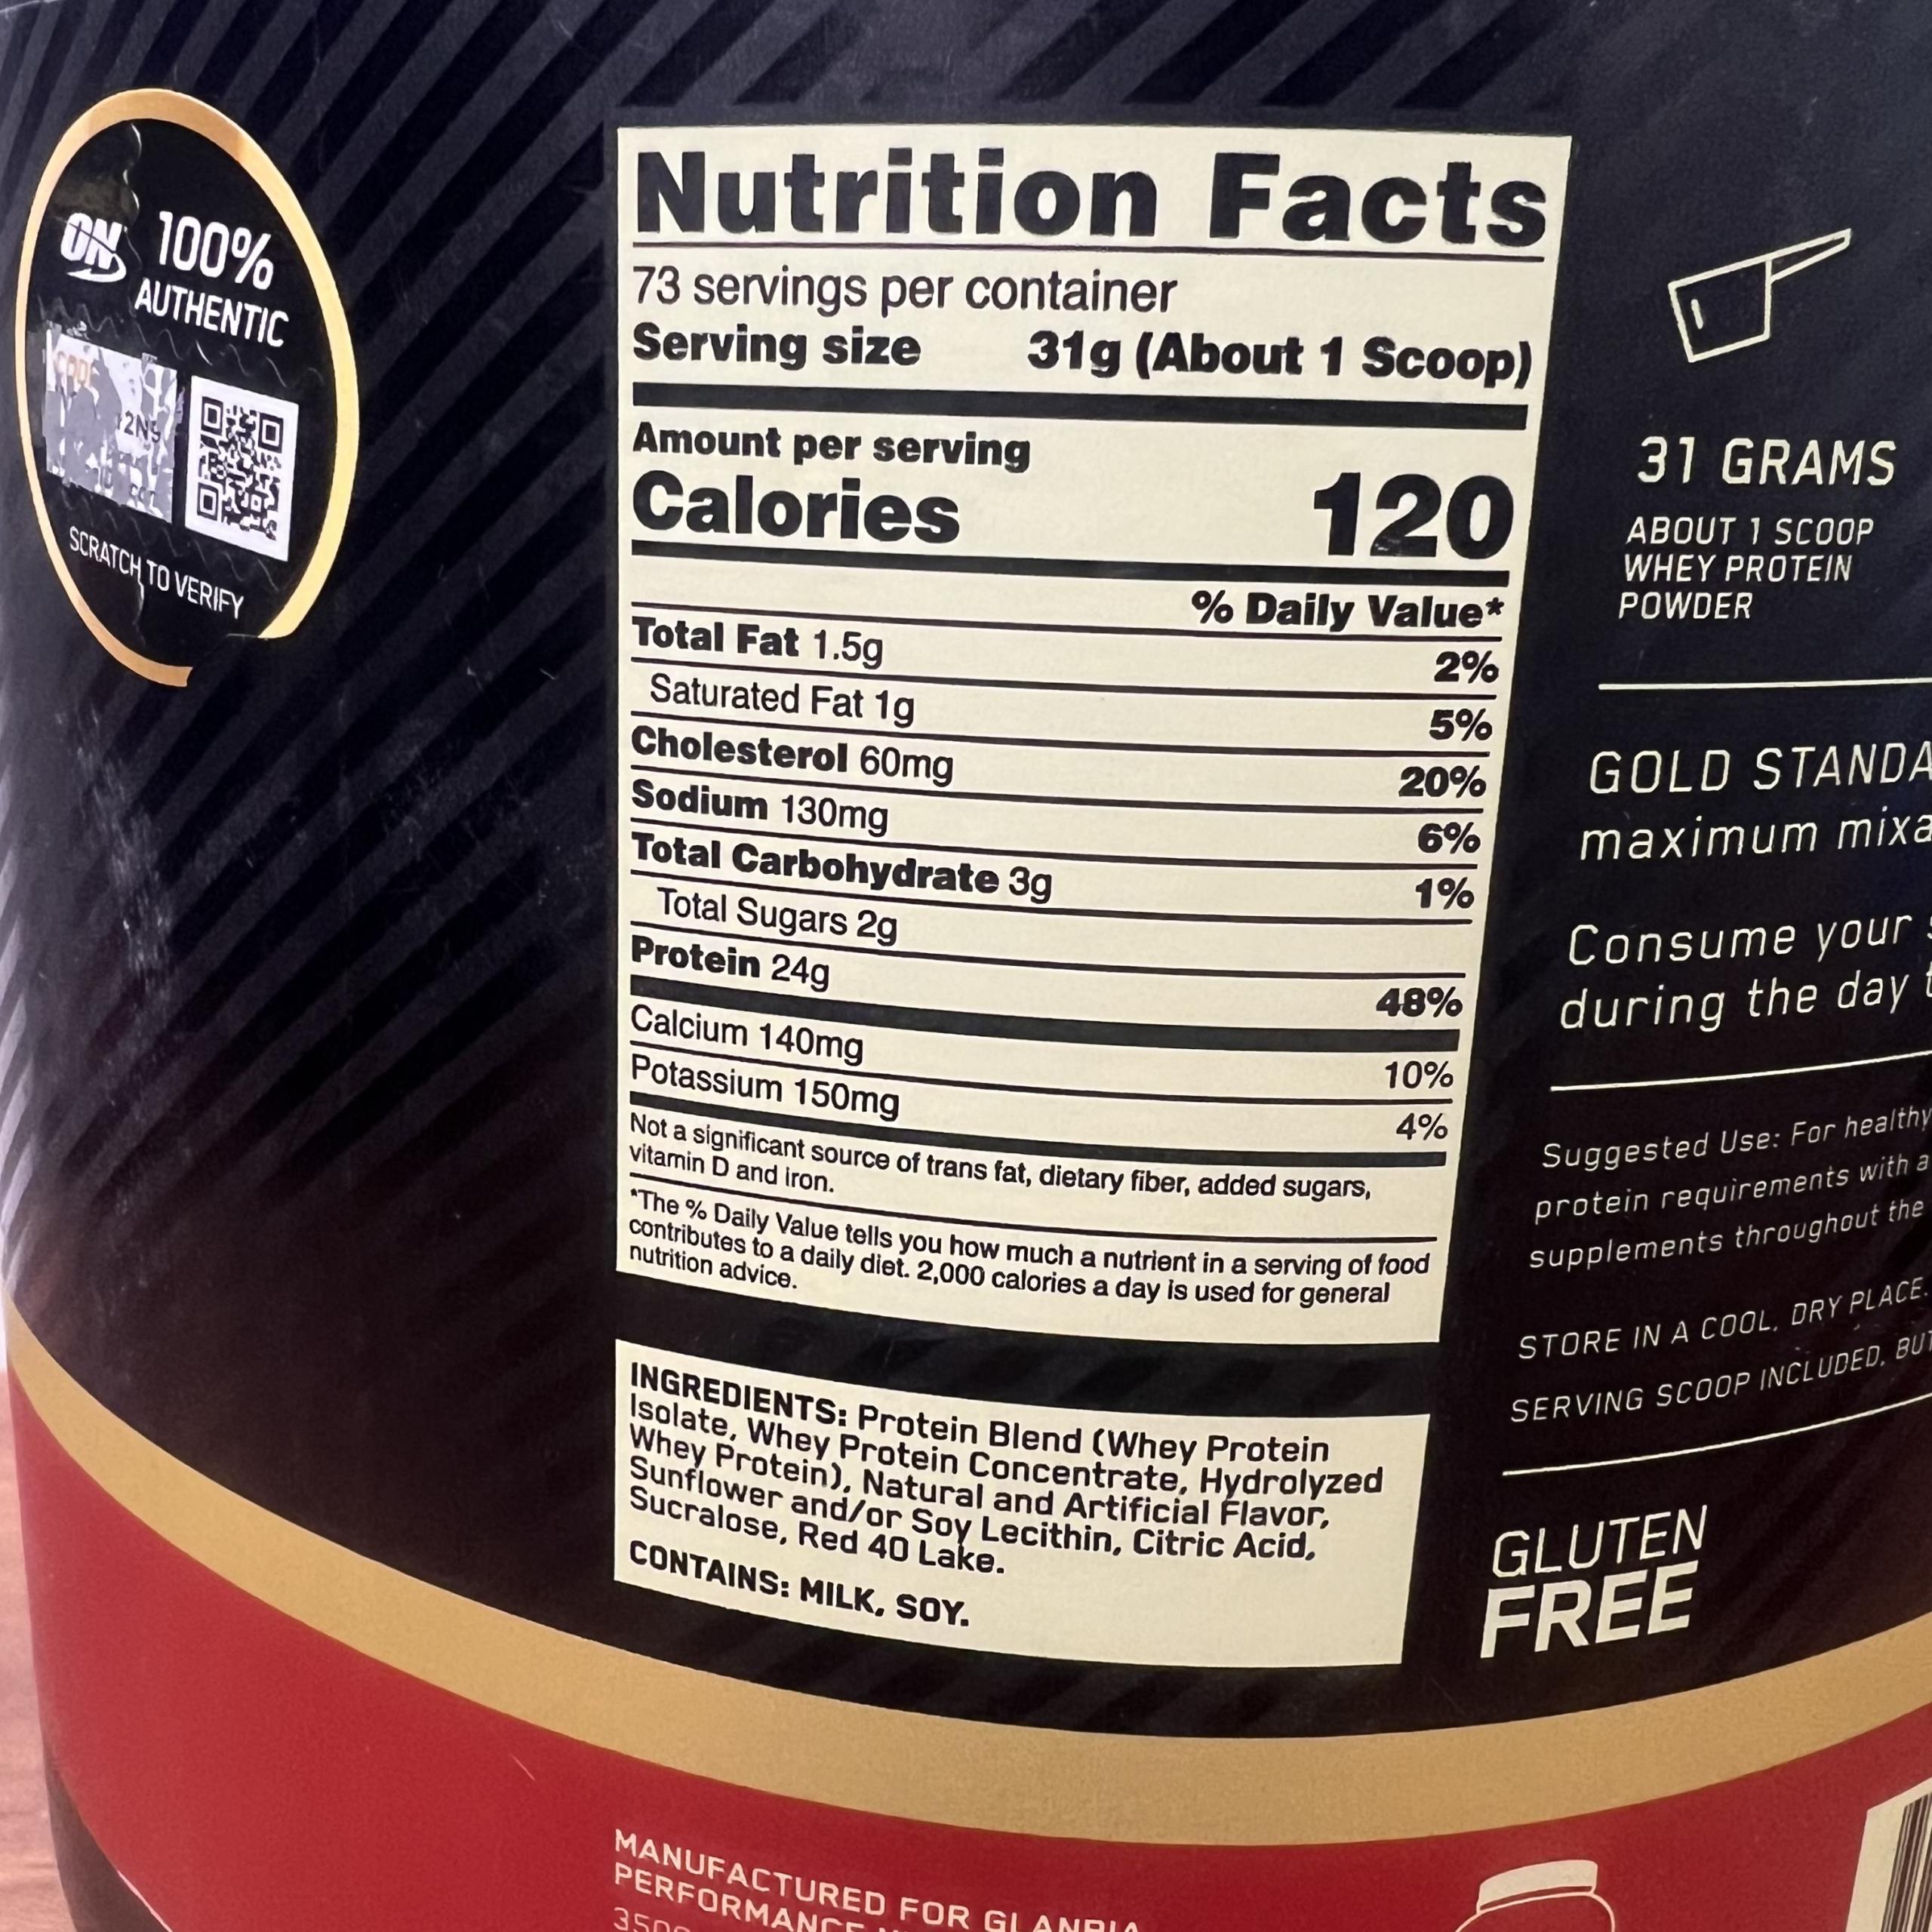 ON 100%
AUTHENTIC
SCRATCH TO VERIFY
Nutrition Facts
73 servings per container
Serving size 31g (About 1 Scoop)
Amount per serving
Calories 120
% Daily Value*
Total Fat 1.5g 2%
Saturated Fat 1g 5%
Cholesterol 60mg 20%
Sodium 130mg 6%
Total Carbohydrate 3g 1%
Total Sugars 2g
Protein 24g 48%
Calcium 140mg 10%
Potassium 150mg 4%
Not a significant source of trans fat, dietary fiber, added sugars,
vitamin D and iron.
*The % Daily Value tells you how much a nutrient in a serving of food
contributes to a daily diet. 2,000 calories a day is used for general
nutrition advice.
INGREDIENTS: Protein Blend (Whey Protein
Isolate, Whey Protein Concentrate, Hydrolyzed
Whey Protein), Natural and Artificial Flavor,
Sunflower and/or Soy Lecithin, Citric Acid,
Sucralose, Red 40 Lake.
CONTAINS: MILK, SOY.
31 GRAMS
ABOUT 1 SCOOP
WHEY PROTEIN
POWDER
GOLD
maximum
Consume your
during the day
Suggested Use: For healthy
protein requirements with a
supplements throughout the
STORE IN A COOL, DRY PLACE.
SERVING SCOOP INCLUDED,
GLUTEN
FREE
MANUFACTURED FOR GLANBIA
PERFORMANCE